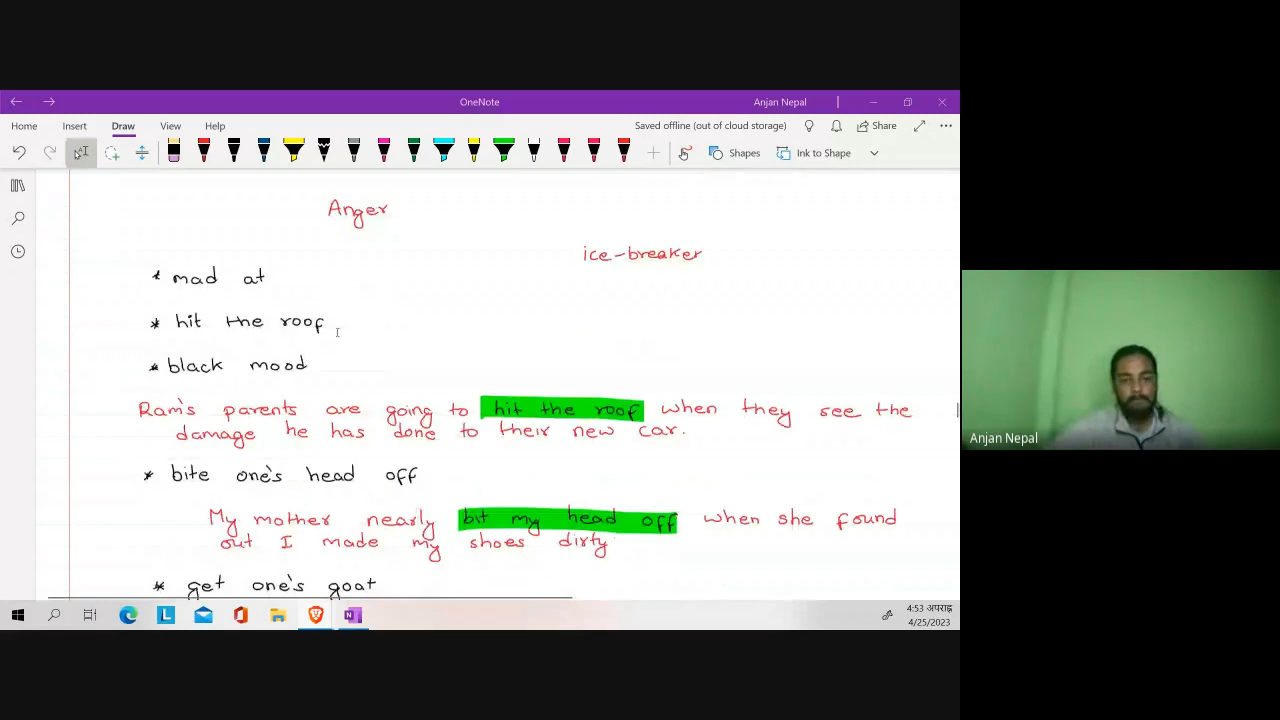 OneNote
Anjan Nepal
Home Insert Draw View Help
Saved offline (out of cloud storage)
Share
Shapes
Ink to Shape
Anger
ice-breaker
* mad at
* hit the roof
* black mood
Ram's parents are going to hit the roof when they see the
damage he has done to their new car.
* bite one's head off
My mother nearly bit my head off when she found
out I made my shoes dirty
* get one's goat
Anjan Nepal
4:53 अपराह्न
4/25/2023